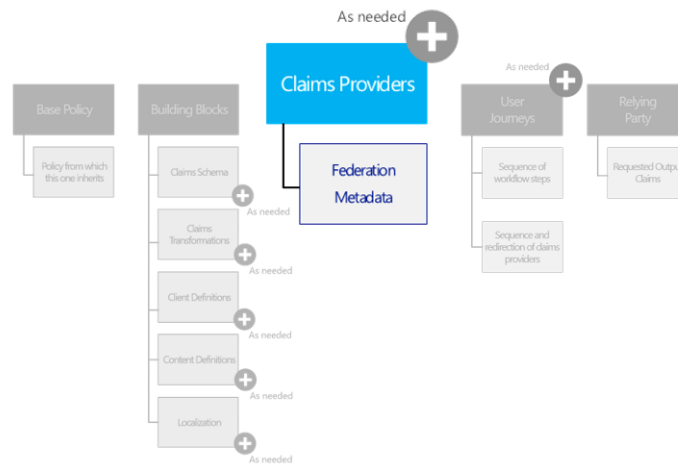 As needed
Claims Providers
Federation
Metadata
Base Policy
Policy from which
this one inherits
Building Blocks
Claims Schema
As needed
Claims
Transformations
As needed
Client Definitions
As needed
Content Definitions
As needed
Localization
As needed
As needed
User
Journeys
Sequence of
workflow steps
Sequence and
redirection of claims
providers
Relying
Party
Requested Output
Claims